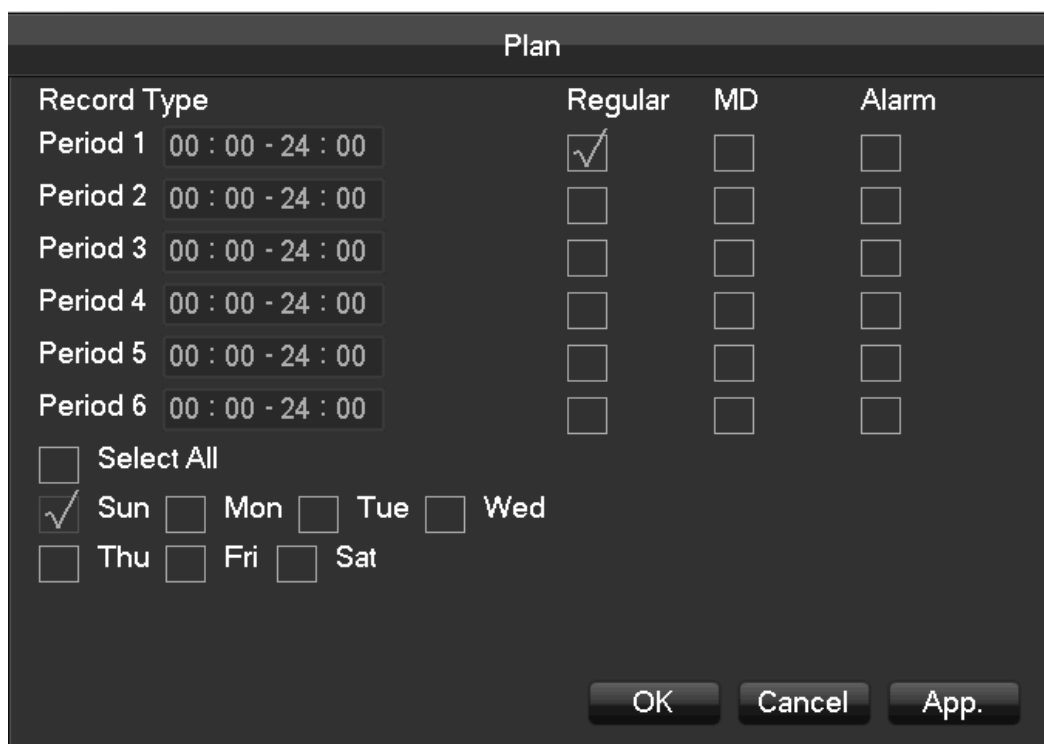 Plan
Record Type Regular MD Alarm
Period 1 00 : 00 - 24 : 00
Period 2 00 : 00 - 24 : 00
Period 3 00 : 00 - 24 : 00
Period 4 00 : 00 - 24 : 00
Period 5 00 : 00 - 24 : 00
Period 6 00 : 00 - 24 : 00
Select All
Sun Mon Tue Wed
Thu Fri Sat
OK Cancel App.